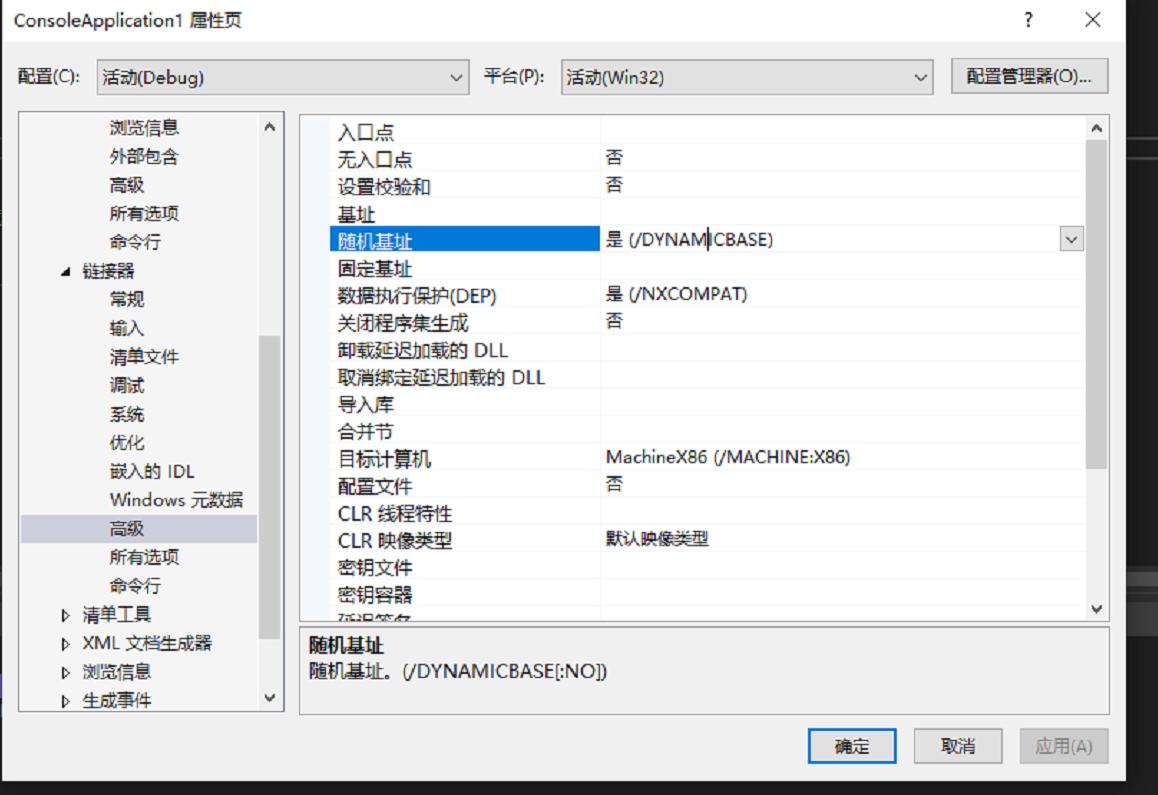 ConsoleApplication1 属性页
配置(C): 活动(Debug) 平台(P): 活动(Win32) 配置管理器(O)...
浏览信息
外部包含
高级
所有选项
命令行
链接器
常规
输入
清单文件
调试
系统
优化
嵌入的 IDL
Windows 元数据
高级
所有选项
命令行
清单工具
XML 文档生成器
浏览信息
生成事件
入口点
无入口点 否
设置校验和 否
基址
随机基址 是 (/DYNAMICBASE)
固定基址
数据执行保护(DEP) 是 (/NXCOMPAT)
关闭程序集生成 否
卸载延迟加载的 DLL
取消绑定延迟加载的 DLL
导入库
合并节
目标计算机 MachineX86 (/MACHINE:X86)
配置文件 否
CLR 线程特性
CLR 映像类型 默认映像类型
密钥文件
密钥容器
延迟签名
随机基址
随机基址。(/DYNAMICBASE[:NO])
确定 取消 应用(A)